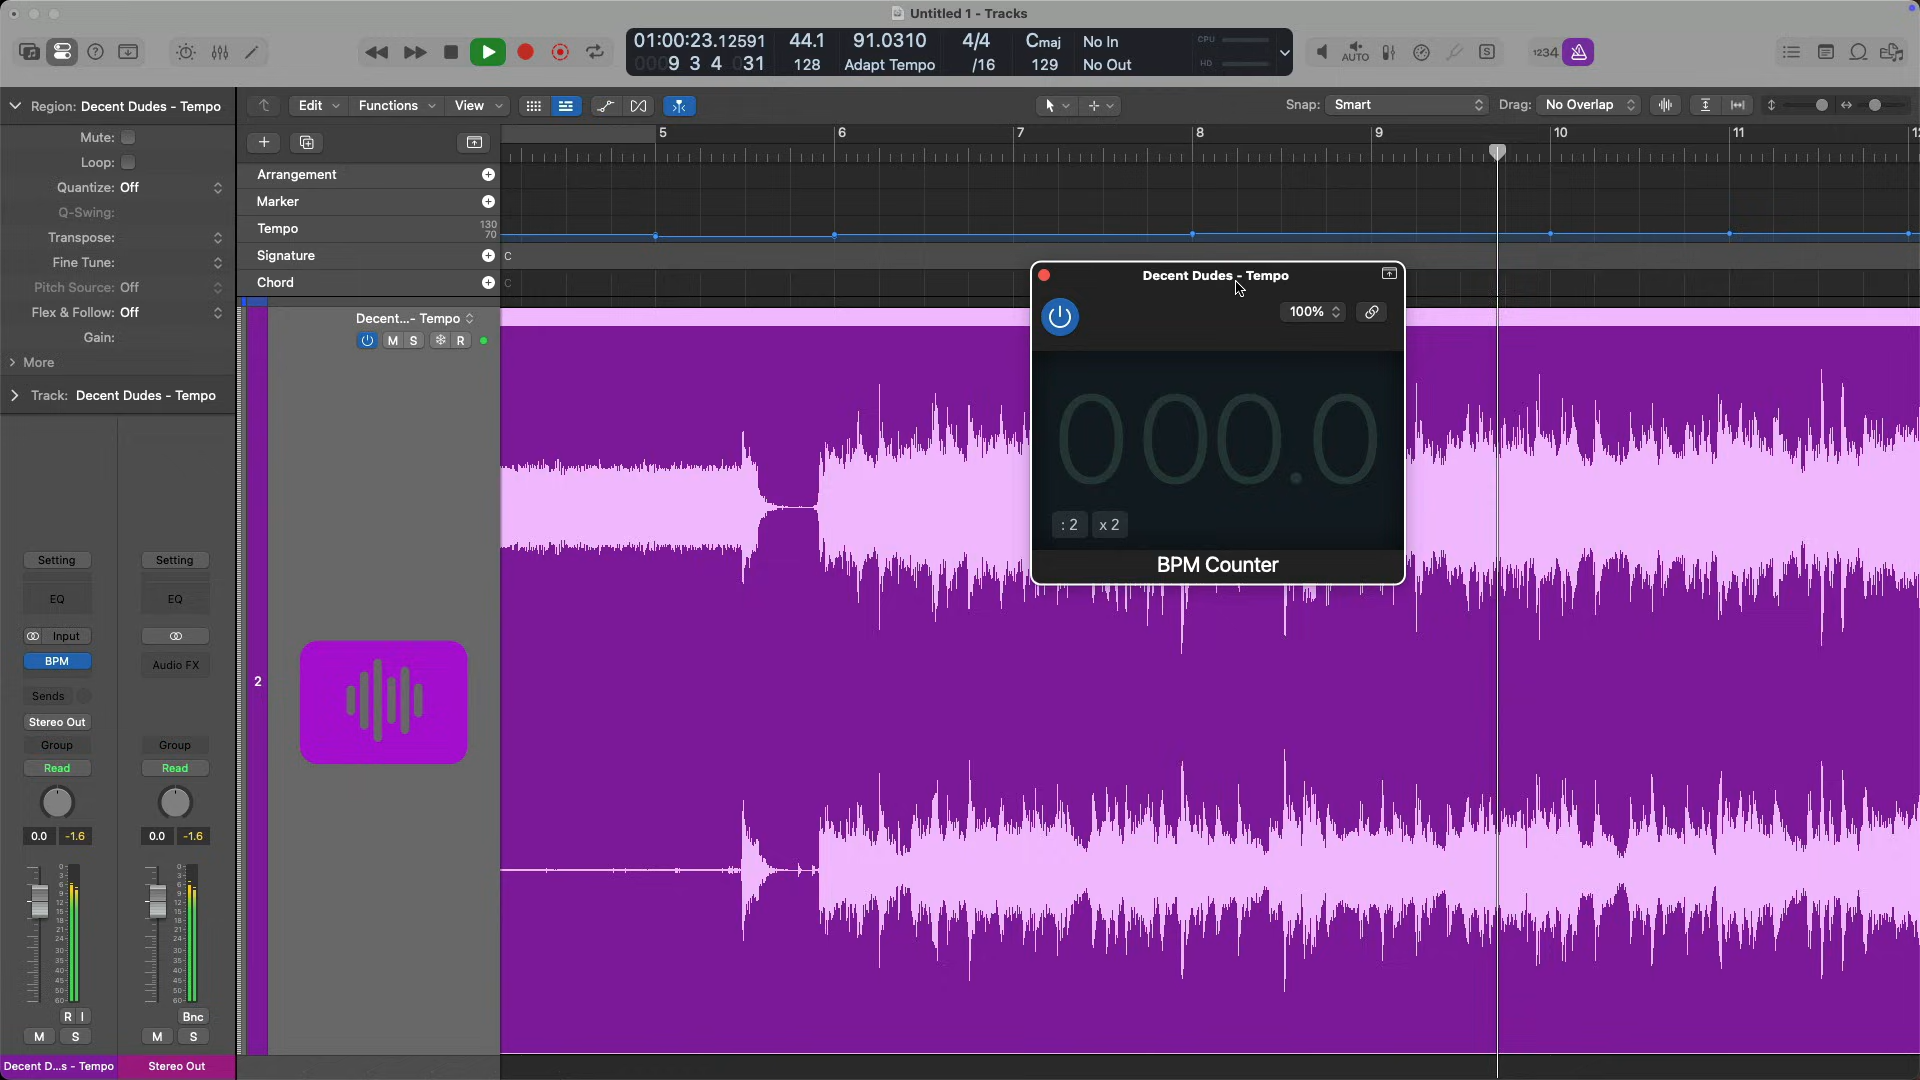 Untitled 1 - Tracks
01:00:23.12591
44.1
91.0310
4/4
Cmaj
No In
CPU
0009 3 4 031
128
Adapt Tempo
/16
129
No Out
HD
AUTO
1234
Region: Decent Dudes - Tempo
Edit
Functions
View
Snap: Smart
Drag: No Overlap
Mute:
Loop:
Quantize: Off
Q-Swing:
Transpose:
Fine Tune:
Pitch Source: Off
Flex & Follow: Off
Gain:
More
Track: Decent Dudes - Tempo
5
6
7
8
9
10
11
Arrangement
Marker
Tempo
130
70
Signature
C
Chord
C
Decent...- Tempo
M
S
R
Decent Dudes - Tempo
100%
000.0
: 2
x 2
BPM Counter
2
Setting
Setting
EQ
EQ
Input
BPM
Audio FX
Sends
Stereo Out
Group
Group
Read
Read
0.0
-1.6
0.0
-1.6
R
I
Bnc
M
S
M
S
Decent D...s - Tempo
Stereo Out